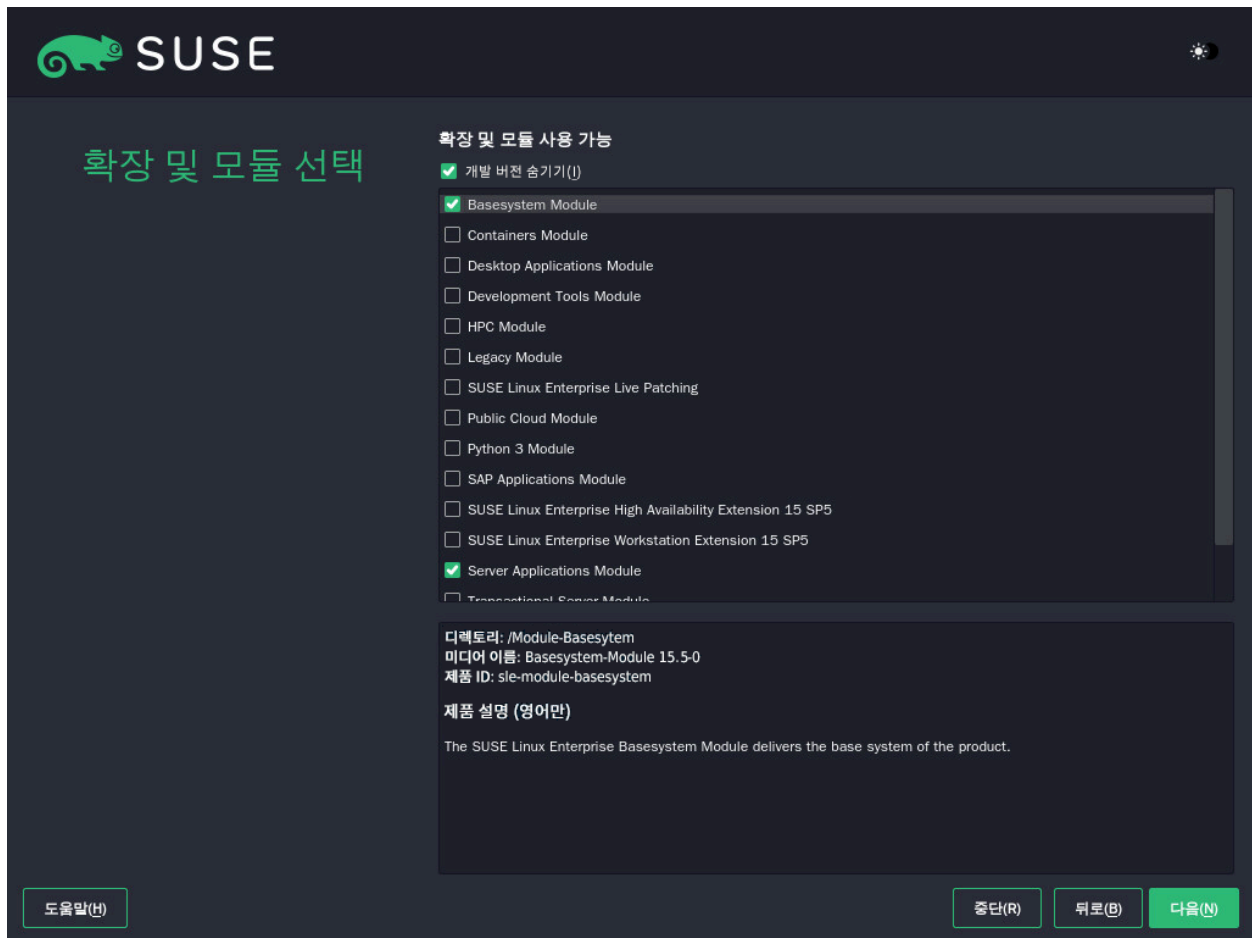 SUSE
확장 및 모듈 선택
확장 및 모듈 사용 가능
개발 버전 숨기기(I)
Basesystem Module
Containers Module
Desktop Applications Module
Development Tools Module
HPC Module
Legacy Module
SUSE Linux Enterprise Live Patching
Public Cloud Module
Python 3 Module
SAP Applications Module
SUSE Linux Enterprise High Availability Extension 15 SP5
SUSE Linux Enterprise Workstation Extension 15 SP5
Server Applications Module
Transactional Server Module
디렉토리: /Module-Basesytem
미디어 이름: Basesystem-Module 15.5-0
제품 ID: sle-module-basesystem
제품 설명 (영어만)
The SUSE Linux Enterprise Basesystem Module delivers the base system of the product.
도움말(H)
중단(R)
뒤로(B)
다음(N)